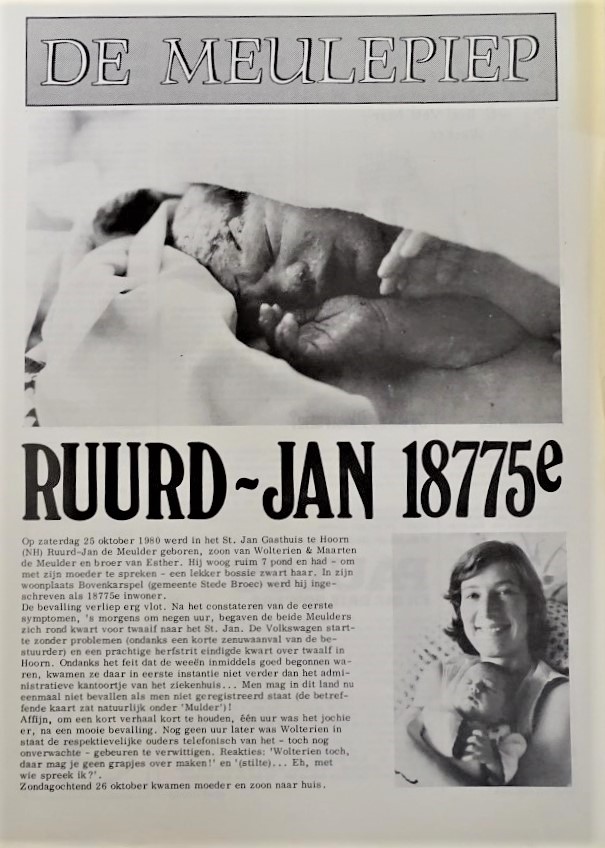 DE MEULEPIEP
RUURD-JAN 18775e
Op zaterdag 25 oktober 1980 werd in het St. Jan Gasthuis te Hoorn
(NH) Ruurd-Jan de Meulder geboren, zoon van Wolterien & Maarten
de Meulder en broer van Esther. Hij woog ruim 7 pond en had - om
met zijn moeder te spreken - een lekker bossie zwart haar. In zijn
woonplaats Bovenkarspel (gemeente Stede Broec) werd hij inge-
schreven als 18775e inwoner.
De bevalling verliep erg vlot. Na het constateren van de eerste
symptomen, 's morgens om negen uur, begaven de beide Meulders
zich rond kwart voor twaalf naar het St. Jan. De Volkswagen start-
te zonder problemen (ondanks een korte zenuwaanval van de be-
stuurder) en een prachtige herfstrit eindigde kwart over twaalf in
Hoorn. Ondanks het feit dat de weeën inmiddels goed begonnen wa-
ren, kwamen ze daar in eerste instantie niet verder dan het admi-
nistratieve kantoortje van het ziekenhuis... Men mag in dit land nu
eenmaal niet bevallen als men niet geregistreerd staat (de betref-
fende kaart zat natuurlijk onder 'Mulder')!
Affijn, om een kort verhaal kort te houden, één uur was het jochie
er, na een mooie bevalling. Nog geen uur later was Wolterien in
staat de respektievelijke ouders telefonisch van het - toch nog
onverwachte - gebeuren te verwittigen. Reakties: 'Wolterien toch,
daar mag je geen grapjes over maken!' en '(stilte)... Eh, met
wie spreek ik?'.
Zondagochtend 26 oktober kwamen moeder en zoon naar huis.